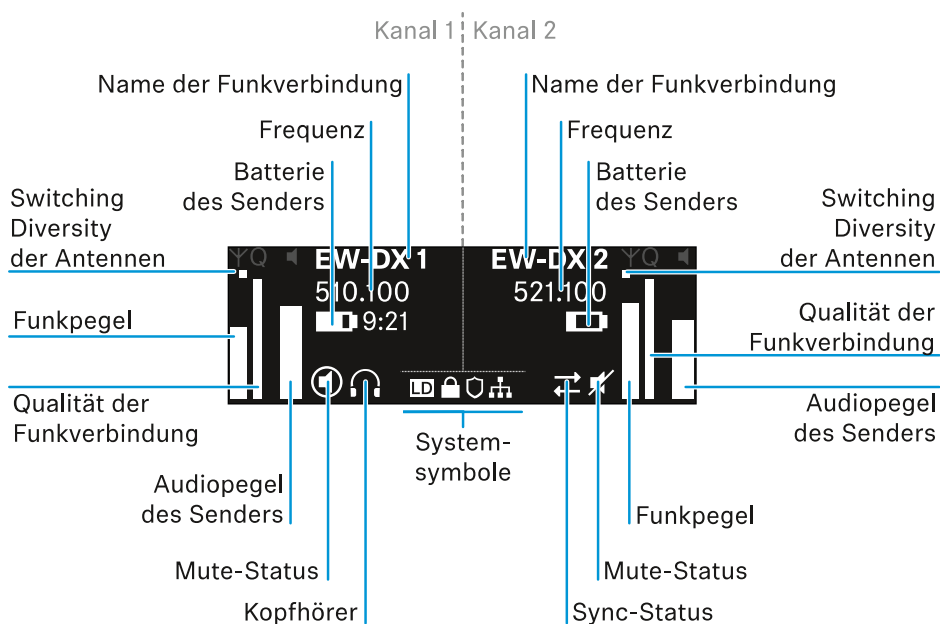 Kanal 1 Kanal 2
Name der Funkverbindung
Name der Funkverbindung
Frequenz
Frequenz
Batterie
des Senders
Batterie
des Senders
Switching
Diversity
der Antennen
Switching
Diversity
der Antennen
Q
EW-DX 1
EW-DX 2
Q
510.100
521.100
9:21
Funkpegel
Qualität der
Funkverbindung
LD
Qualität der
Funkverbindung
Audiopegel
des Senders
System-
symbole
Audiopegel
des Senders
Funkpegel
Mute-Status
Mute-Status
Kopfhörer
Sync-Status